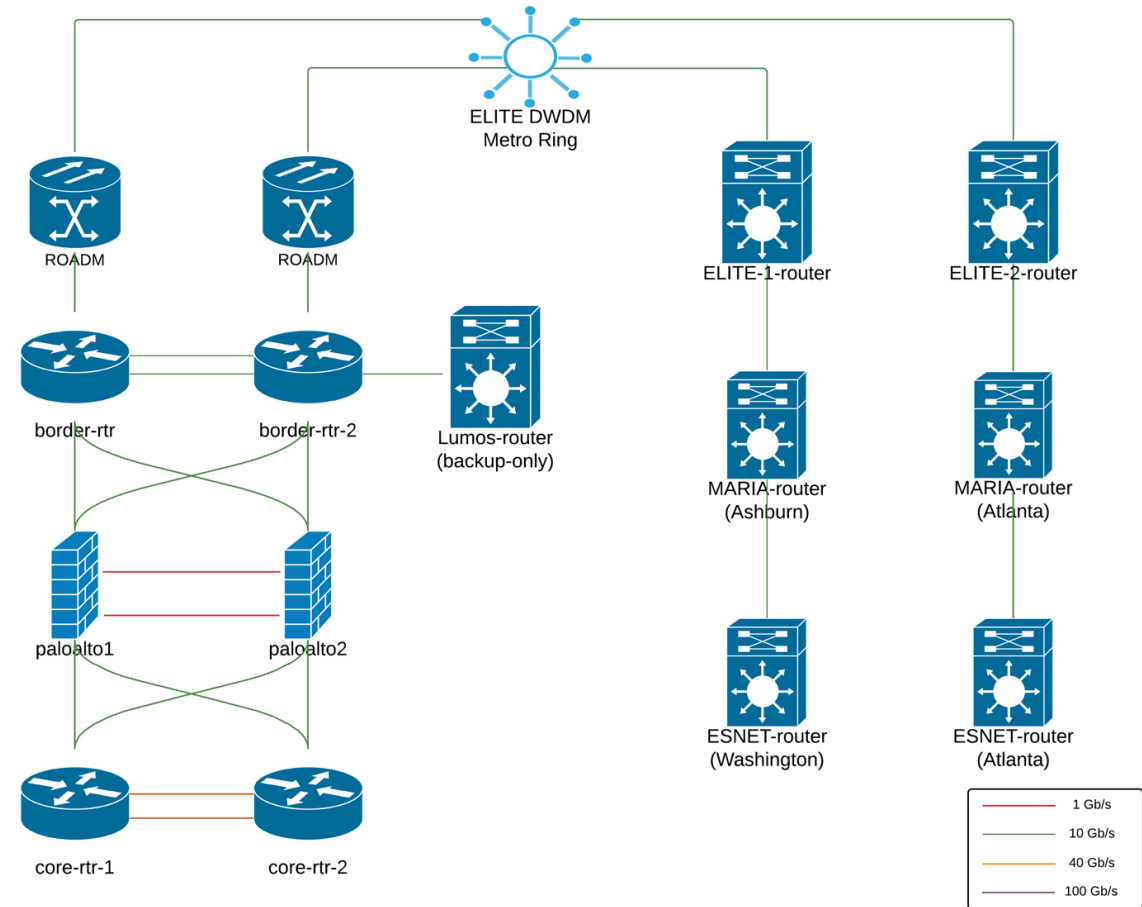 ELITE DWDM
Metro Ring
ROADM
ROADM
ELITE-1-router
ELITE-2-router
border-rtr
border-rtr-2
Lumos-router
(backup-only)
MARIA-router
(Ashburn)
MARIA-router
(Atlanta)
paloalto1
paloalto2
ESNET-router
(Washington)
ESNET-router
(Atlanta)
core-rtr-1
core-rtr-2
1 Gb/s
10 Gb/s
40 Gb/s
100 Gb/s